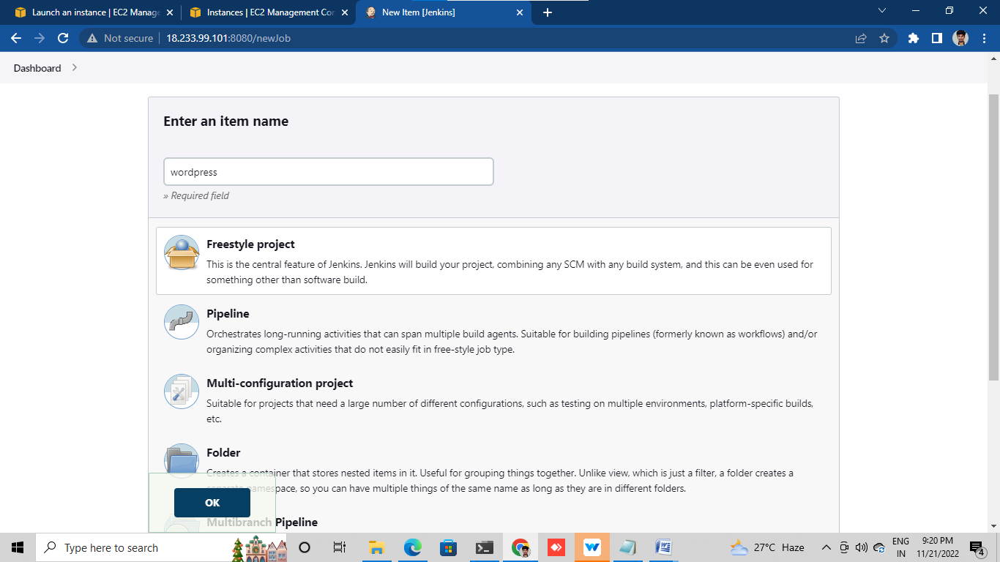 Launch an instance | EC2 Manage
Instances | EC2 Management Con
New Item [Jenkins]
Not secure
18.233.99.101:8080/newJob
Dashboard
Enter an item name
wordpress
» Required field
Freestyle project
This is the central feature of Jenkins. Jenkins will build your project, combining any SCM with any build system, and this can be even used for
something other than software build.
Pipeline
Orchestrates long-running activities that can span multiple build agents. Suitable for building pipelines (formerly known as workflows) and/or
organizing complex activities that do not easily fit in free-style job type.
Multi-configuration project
Suitable for projects that need a large number of different configurations, such as testing on multiple environments, platform-specific builds,
etc.
Folder
Creates a container that stores nested items in it. Useful for grouping things together. Unlike view, which is just a filter, a folder creates a
separate namespace, so you can have multiple things of the same name as long as they are in different folders.
OK
Multibranch Pipeline
Type here to search
27°C Haze
ENG
IN
9:20 PM
11/21/2022
4